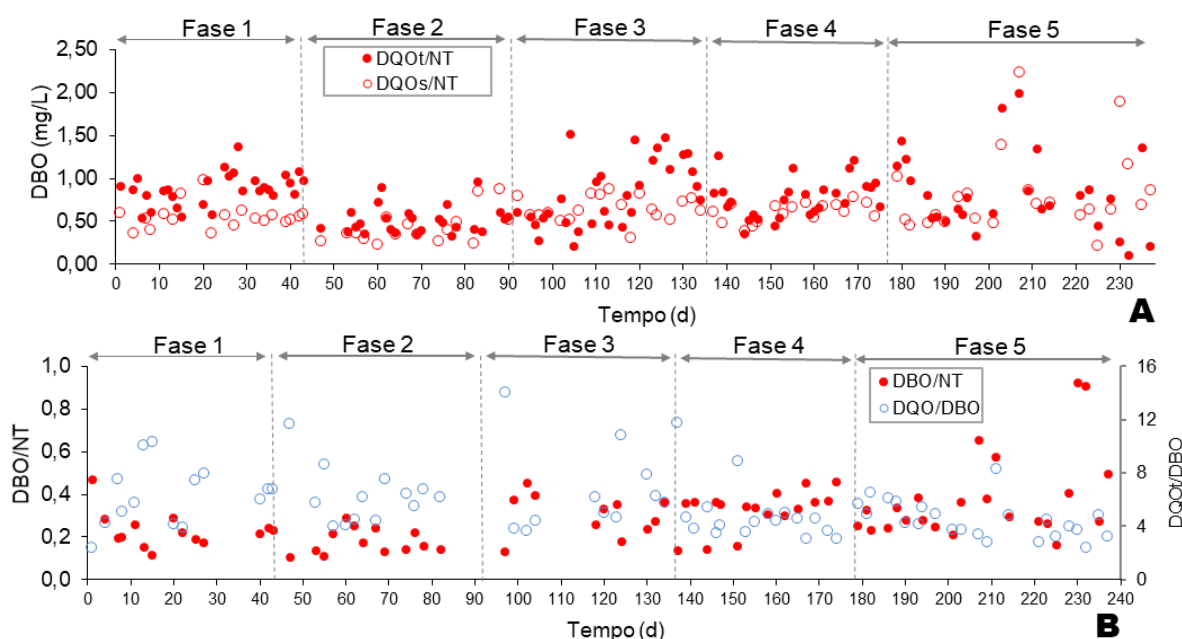 Fase 1 Fase 2 Fase 3 Fase 4 Fase 5
2,50
2,00
1,50
1,00
0,50
0,00
DBO (mg/L)
DQOt/NT
DQOs/NT
0 10 20 30 40 50 60 70 80 90 100 110 120 130 140 150 160 170 180 190 200 210 220 230
Tempo (d)
A
Fase 1 Fase 2 Fase 3 Fase 4 Fase 5
1,0
0,8
0,6
0,4
0,2
0,0
DBO/NT
DBO/NT
DQO/DBO
16
12
8
4
0
DQOt/DBO
0 10 20 30 40 50 60 70 80 90 100 110 120 130 140 150 160 170 180 190 200 210 220 230 240
Tempo (d)
B